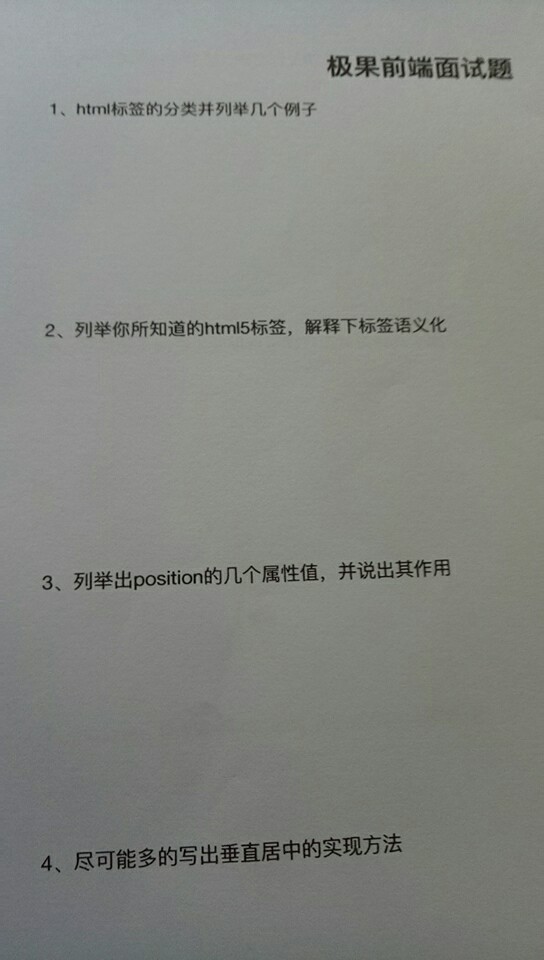 极果前端面试题
1、html标签的分类并列举几个例子
2、列举你所知道的html5标签，解释下标签语义化
3、列举出position的几个属性值，并说出其作用
4、尽可能多的写出垂直居中的实现方法